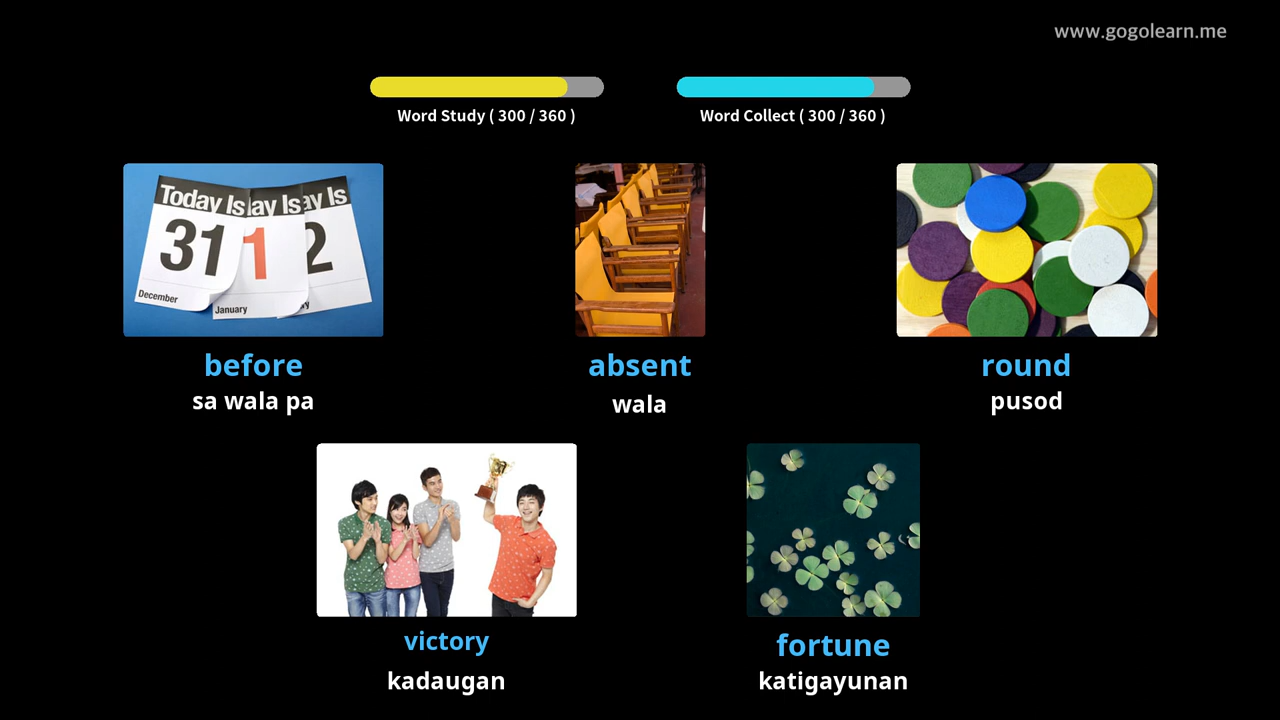 www.gogolearn.me
Word Study ( 300 / 360 )
Word Collect ( 300 / 360 )
Today Is
ay Is
ay Is
31
1
2
December
January
before
sa wala pa
absent
wala
round
pusod
victory
kadaugan
fortune
katigayunan